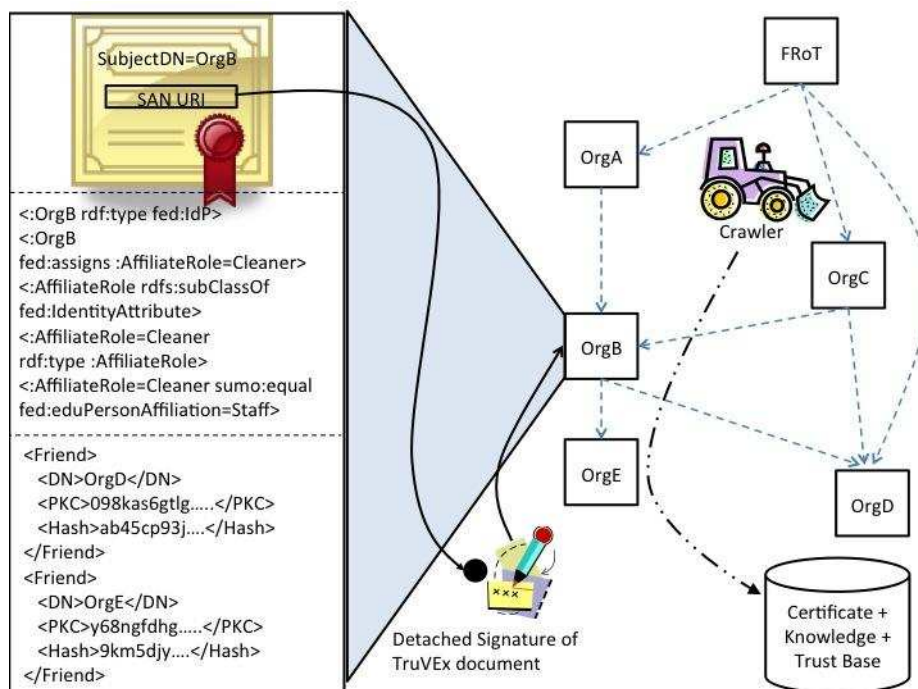 SubjectDN=OrgB
SAN URI
<:OrgB rdf:type fed:IdP>
<:OrgB
fed:assigns :AffiliateRole=Cleaner>
<:AffiliateRole rdfs:subClassOf
fed:IdentityAttribute>
<:AffiliateRole=Cleaner
rdf:type :AffiliateRole>
<:AffiliateRole=Cleaner sumo:equal
fed:eduPersonAffiliation=Staff>
<Friend>
<DN>OrgD</DN>
<PKC>098kas6gtlg.....</PKC>
<Hash>ab45cp93j....</Hash>
</Friend>
<Friend>
<DN>OrgE</DN>
<PKC>y68ngfdhg.....</PKC>
<Hash>9km5djy....</Hash>
</Friend>
FRoT
OrgA
Crawler
OrgC
OrgB
OrgE
OrgD
×××
Detached Signature of
TruVEx document
Certificate +
Knowledge +
Trust Base